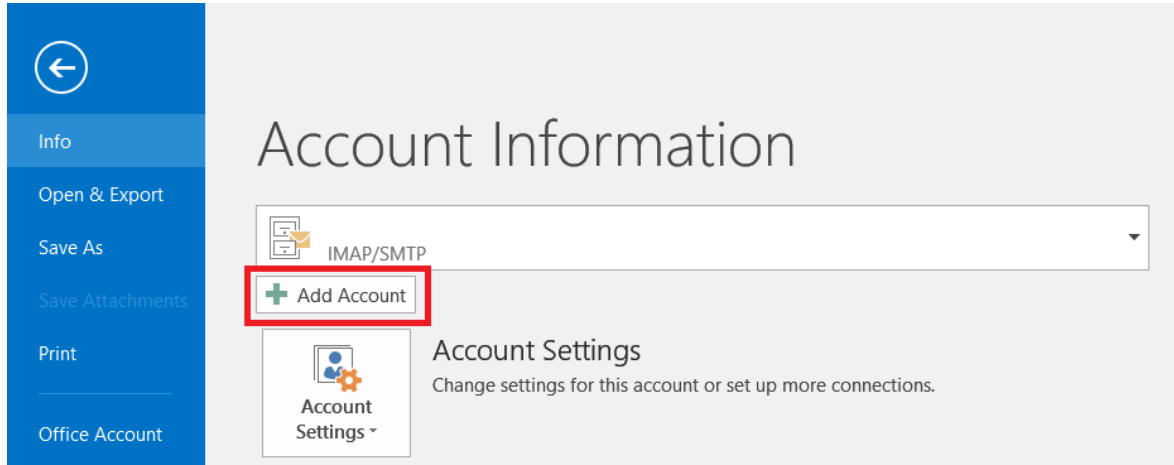 Info
Open & Export
Save As
Save Attachments
Print
Office Account
Account Information
IMAP/SMTP
Add Account
Account
Settings
Account Settings
Change settings for this account or set up more connections.